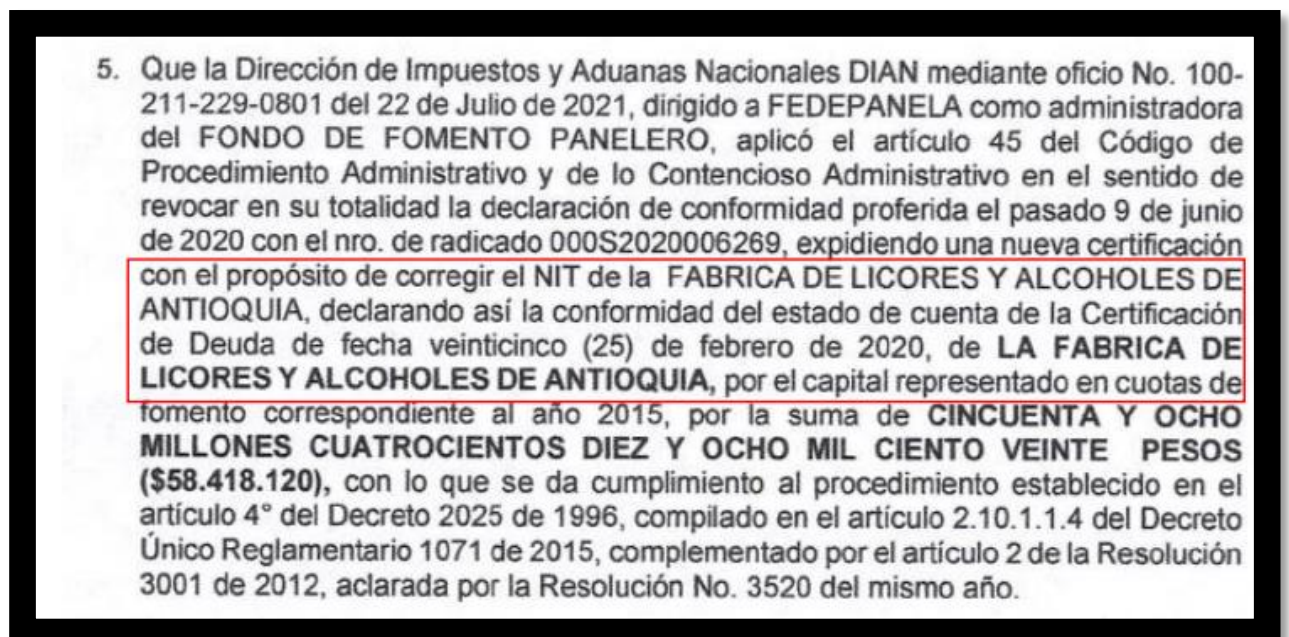 5. Que la Dirección de Impuestos y Aduanas Nacionales DIAN mediante oficio No. 100-
211-229-0801 del 22 de Julio de 2021, dirigido a FEDEPANELA como administradora
del FONDO DE FOMENTO PANELERO, aplicó el artículo 45 del Código de
Procedimiento Administrativo y de lo Contencioso Administrativo en el sentido de
revocar en su totalidad la declaración de conformidad proferida el pasado 9 de junio
de 2020 con el nro. de radicado 000S2020006269, expidiendo una nueva certificación
con el propósito de corregir el NIT de la FABRICA DE LICORES Y ALCOHOLES DE
ANTIOQUIA, declarando así la conformidad del estado de cuenta de la Certificación
de Deuda de fecha veinticinco (25) de febrero de 2020, de LA FABRICA DE
LICORES Y ALCOHOLES DE ANTIOQUIA, por el capital representado en cuotas de
fomento correspondiente al año 2015, por la suma de CINCUENTA Y OCHO
MILLONES CUATROCIENTOS DIEZ Y OCHO MIL CIENTO VEINTE PESOS
($58.418.120), con lo que se da cumplimiento al procedimiento establecido en el
artículo 4° del Decreto 2025 de 1996, compilado en el artículo 2.10.1.1.4 del Decreto
Único Reglamentario 1071 de 2015, complementado por el artículo 2 de la Resolución
3001 de 2012, aclarada por la Resolución No. 3520 del mismo año.